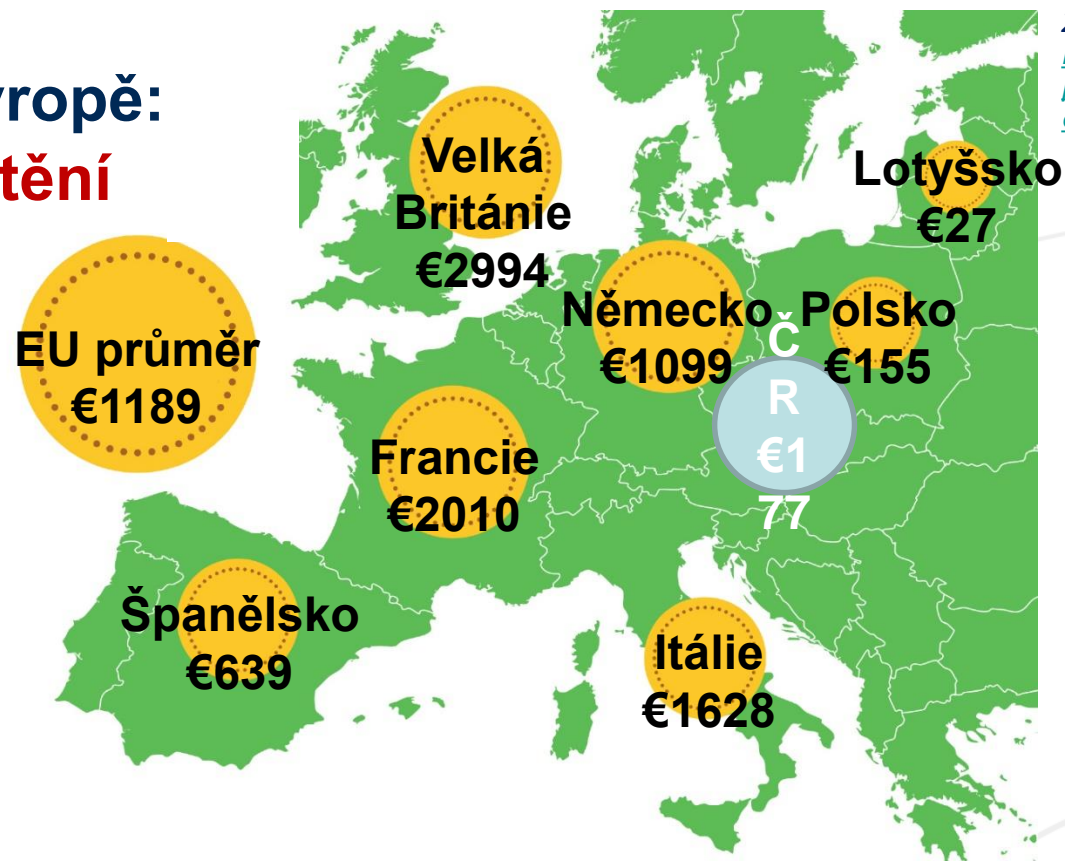 vropě:
tění
EU průměr
€1189
Velká
Británie
€2994
Lotyšsko
€27
Německo
€1099
Polsko
€155
Č
R
€1
77
Francie
€2010
Španělsko
€639
Itálie
€1628